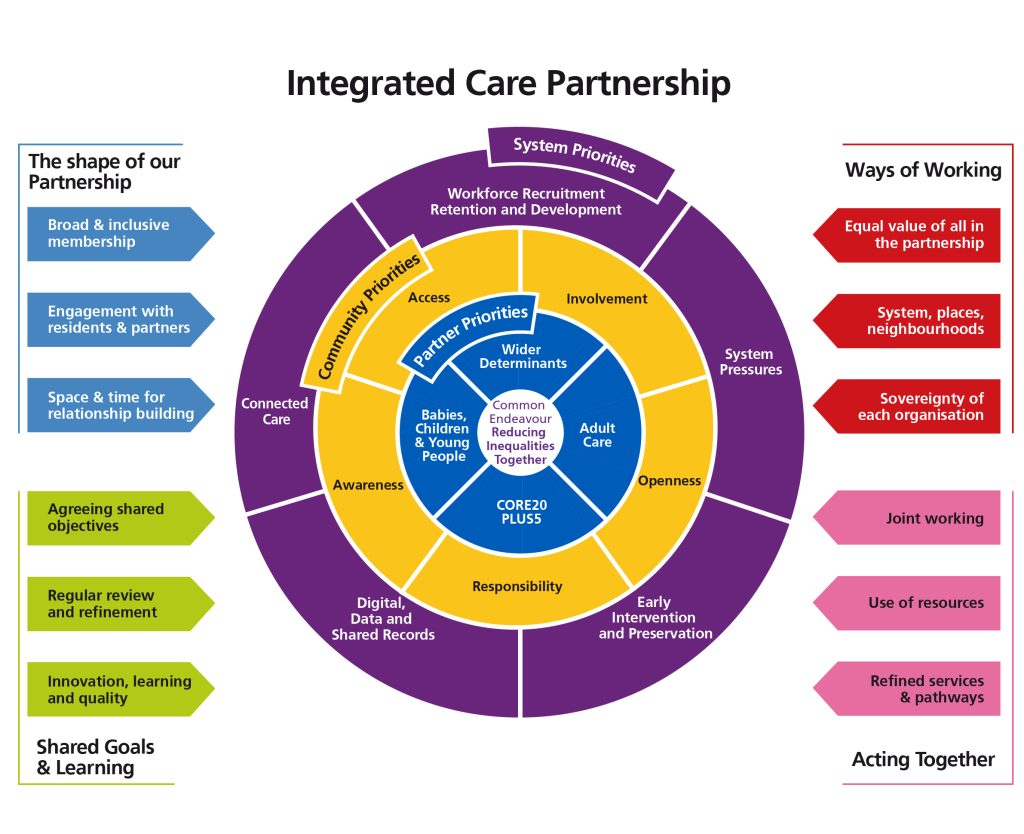 Integrated Care Partnership
The shape of our
Partnership
Broad & inclusive
membership
Engagement with
residents & partners
Space & time for
relationship building
Agreeing shared
objectives
Regular review
and refinement
Innovation, learning
and quality
Shared Goals
& Learning
System Priorities
Workforce Recruitment
Retention and Development
System
Pressures
Early
Intervention
and Preservation
Digital,
Data and
Shared Records
Connected
Care
Community Priorities
Access
Involvement
Openness
Responsibility
Awareness
Partner Priorities
Wider
Determinants
Adult
Care
CORE20
PLUS5
Babies,
Children
& Young
People
Common
Endeavour
Reducing
Inequalities
Together
Ways of Working
Equal value of all in
the partnership
System, places,
neighbourhoods
Sovereignty of
each organisation
Joint working
Use of resources
Refined services
& pathways
Acting Together